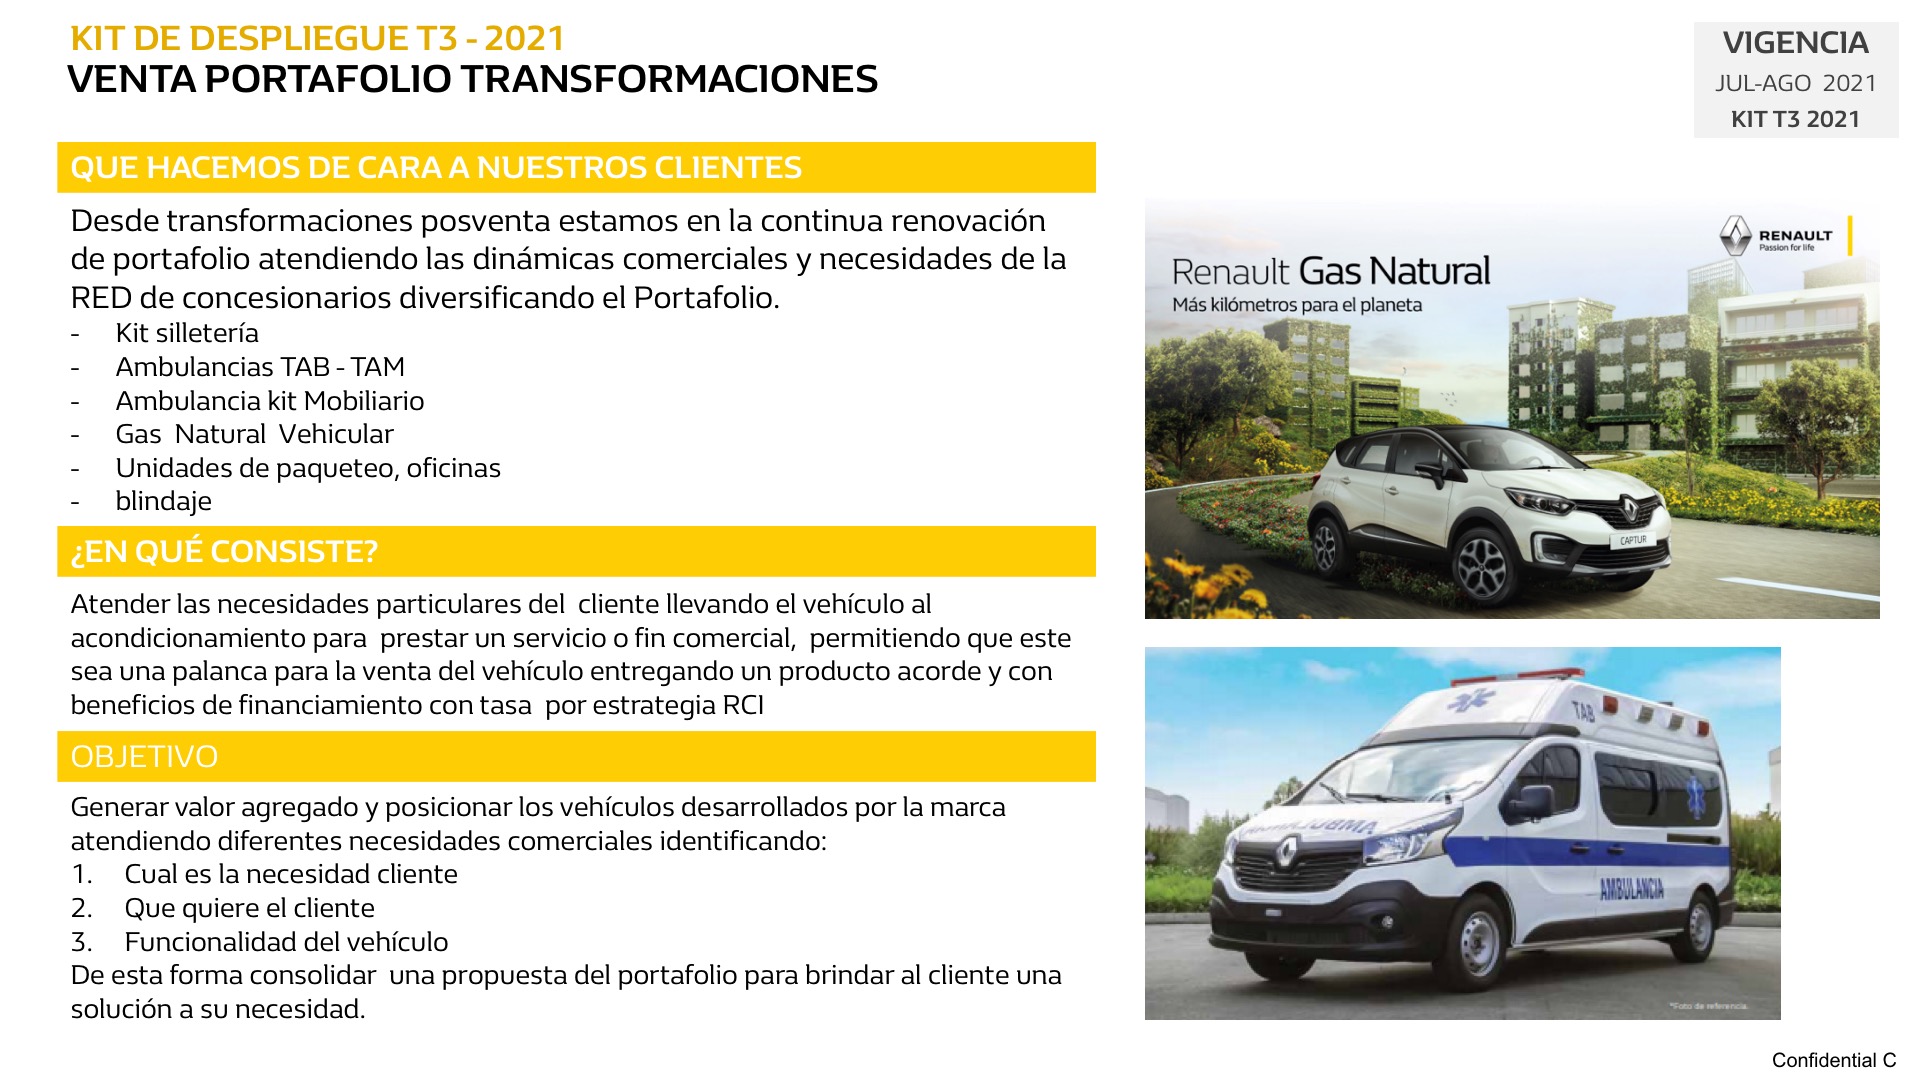 KIT DE DESPLIEGUE T3 - 2021
VENTA PORTAFOLIO TRANSFORMACIONES
VIGENCIA
JUL-AGO 2021
KIT T3 2021
QUE HACEMOS DE CARA A NUESTROS CLIENTES
Desde transformaciones posventa estamos en la continua renovación
de portafolio atendiendo las dinámicas comerciales y necesidades de la
RED de concesionarios diversificando el Portafolio.
- Kit silletería
- Ambulancias TAB - TAM
- Ambulancia kit Mobiliario
- Gas Natural Vehicular
- Unidades de paqueteo, oficinas
- blindaje
¿EN QUÉ CONSISTE?
Atender las necesidades particulares del cliente llevando el vehículo al
acondicionamiento para prestar un servicio o fin comercial, permitiendo que este
sea una palanca para la venta del vehículo entregando un producto acorde y con
beneficios de financiamiento con tasa por estrategia RCI
OBJETIVO
Generar valor agregado y posicionar los vehículos desarrollados por la marca
atendiendo diferentes necesidades comerciales identificando:
1. Cual es la necesidad cliente
2. Que quiere el cliente
3. Funcionalidad del vehículo
De esta forma consolidar una propuesta del portafolio para brindar al cliente una
solución a su necesidad.
RENAULT
Passion for life
Renault Gas Natural
Más kilómetros para el planeta
CAPTUR
TAB
AMBULANCIA
AMBULANCIA
*Foto de referencia.
Confidential C